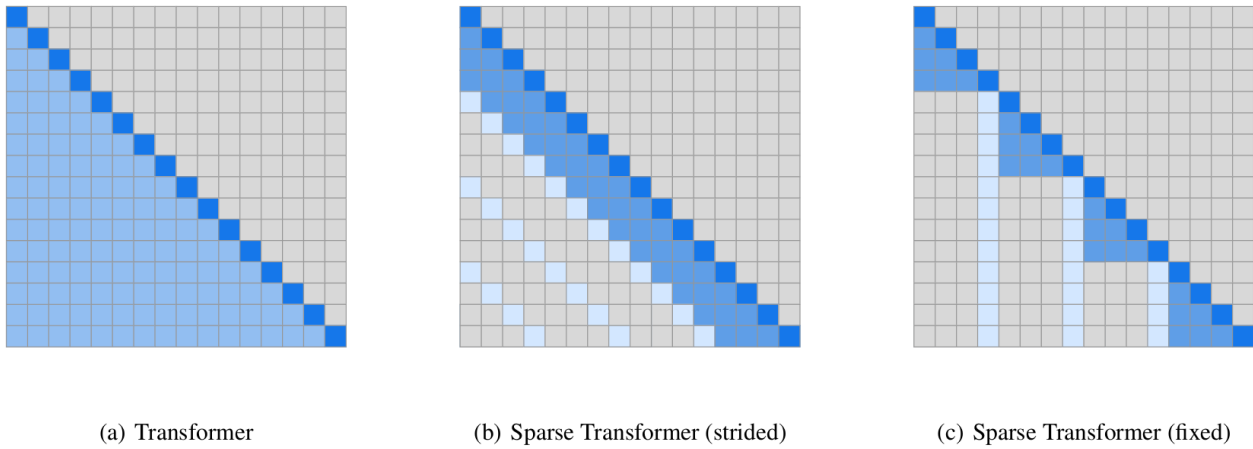 (a) Transformer
(b) Sparse Transformer (strided)
(c) Sparse Transformer (fixed)